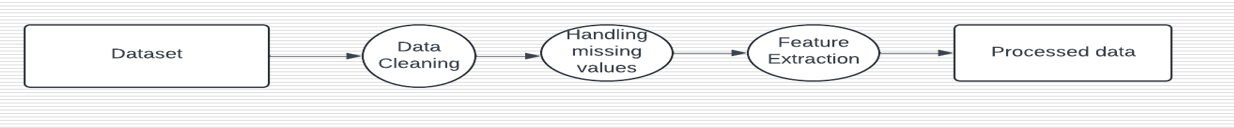 Dataset
Data
Cleaning
Handling
missing
values
Feature
Extraction
Processed data